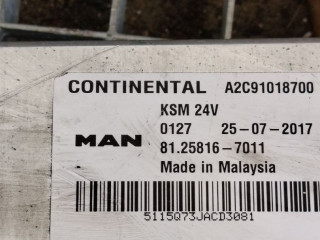 CONTINENTAL A2C91018700
KSM 24V
0127 25-07-2017
MAN 81.25816-7011
Made in Malaysia
5115Q73JACD3081